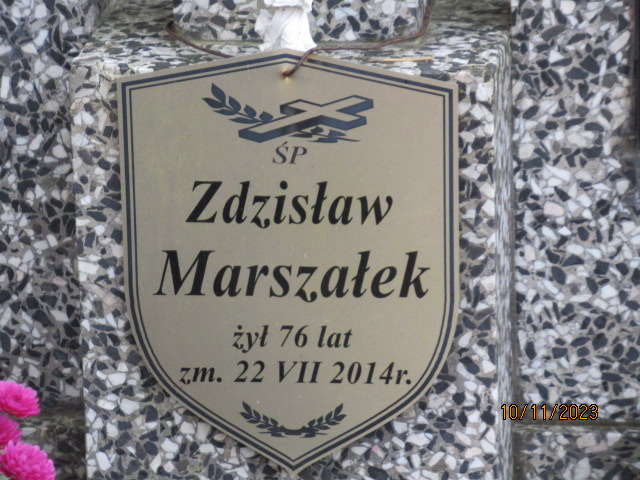 ŚP
Zdzisław
Marszałek
żył 76 lat
zm. 22 VII 2014r.
10/11/2023